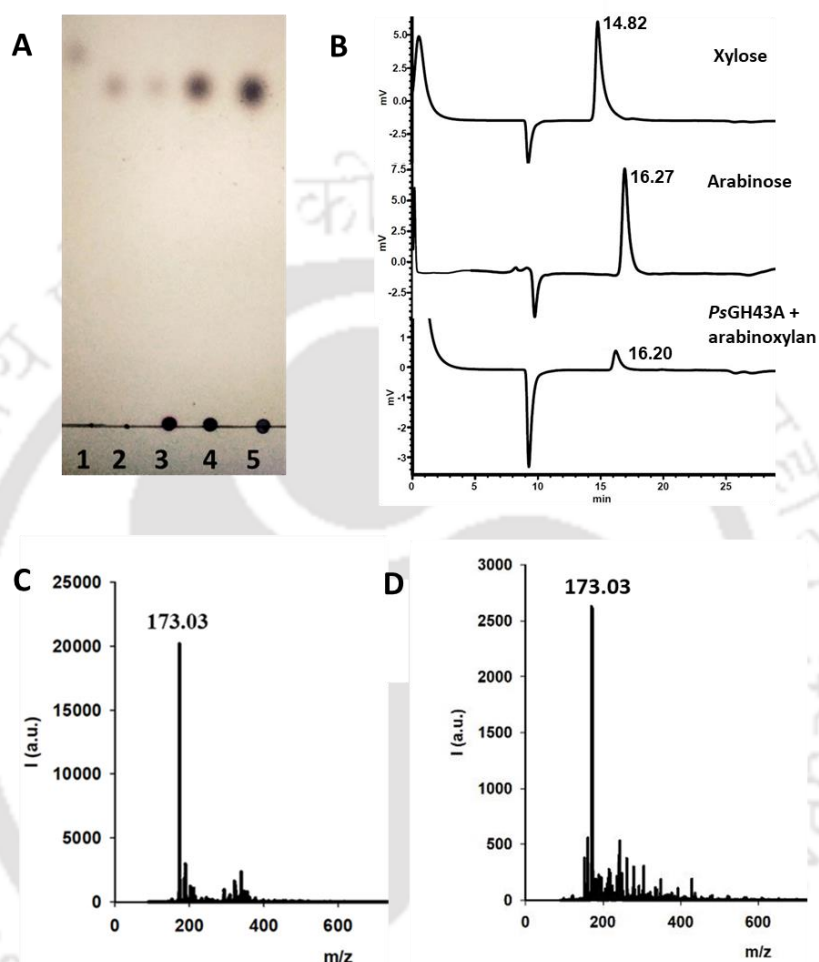 A
1 2 3 4 5
B
5.0
2.5
0.0
-2.5
mV
14.82
Xylose
7.5
5.0
2.5
0.0
-2.5
mV
16.27
Arabinose
1
0
-1
-2
-3
mV
16.20
PsGH43A +
arabinoxylan
0 5 10 15 20 25
min
C
25000
20000
15000
10000
5000
0
I (a.u.)
173.03
0 200 400 600
m/z
D
3000
2500
2000
1500
1000
500
0
I (a.u.)
173.03
0 200 400 600
m/z